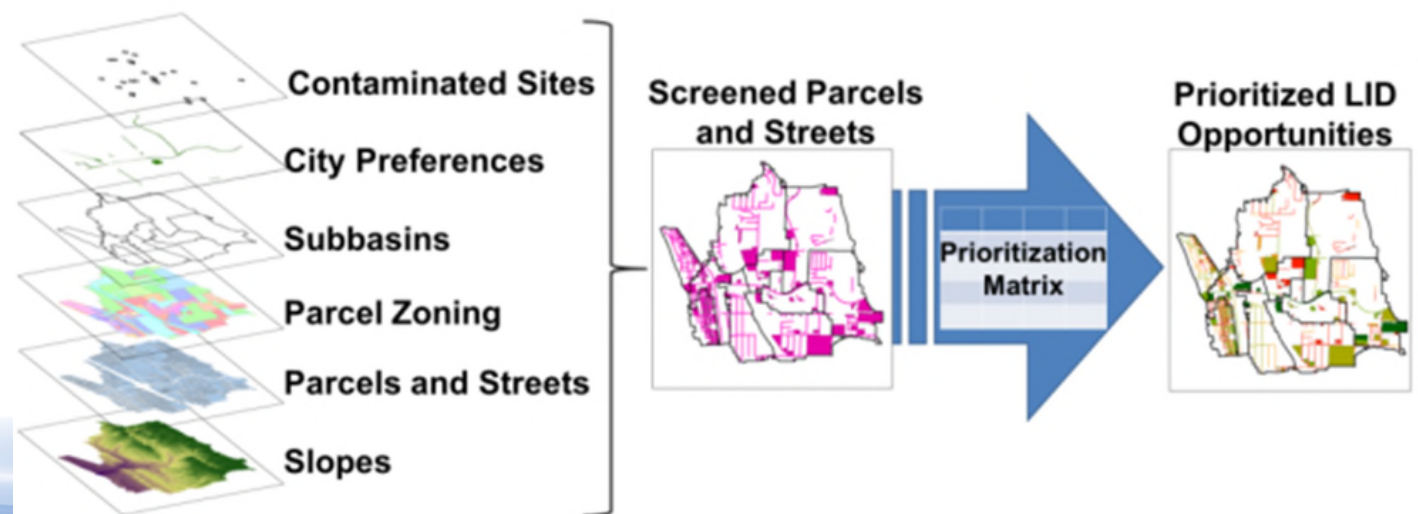 Contaminated Sites
City Preferences
Subbasins
Parcel Zoning
Parcels and Streets
Slopes
Screened Parcels
and Streets
Prioritization
Matrix
Prioritized LID
Opportunities